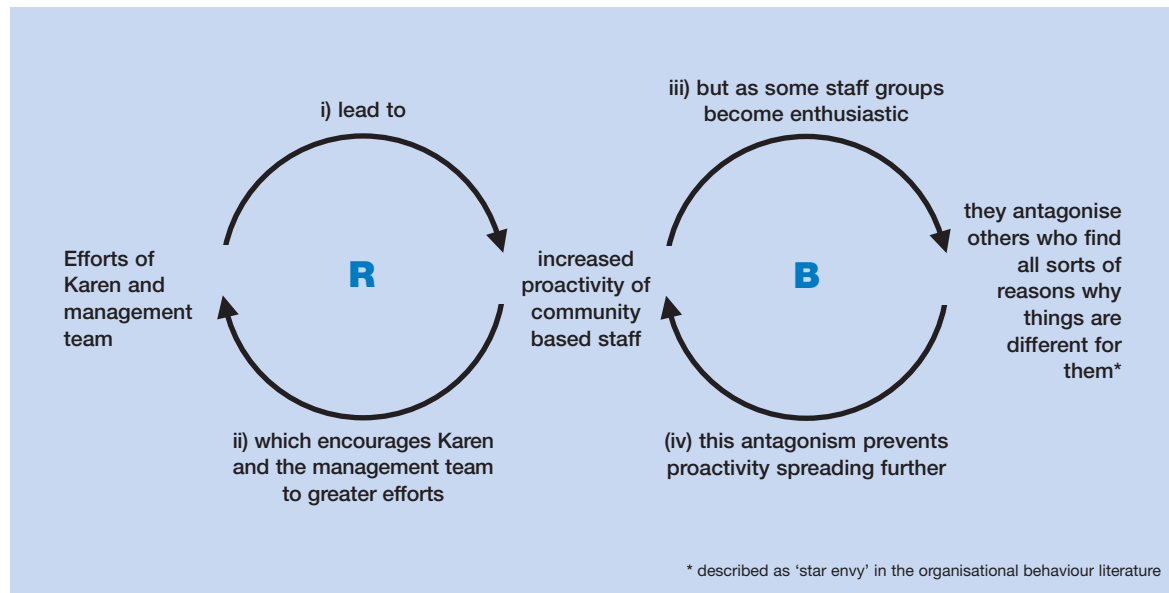 i) lead to
iii) but as some staff groups
become enthusiastic
Efforts of
Karen and
management
team
R
increased
proactivity of
community
based staff
B
they antagonise
others who find
all sorts of
reasons why
things are
different for
them*
ii) which encourages Karen
and the management team
to greater efforts
(iv) this antagonism prevents
proactivity spreading further
* described as ‘star envy’ in the organisational behaviour literature